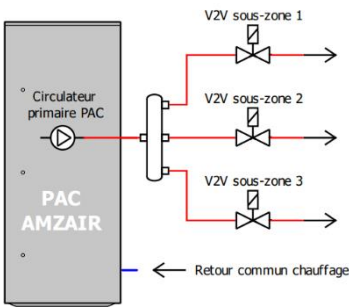 V2V sous-zone 1
Circulateur
primaire PAC
V2V sous-zone 2
PAC
AMZAIR
V2V sous-zone 3
Retour commun chauffage